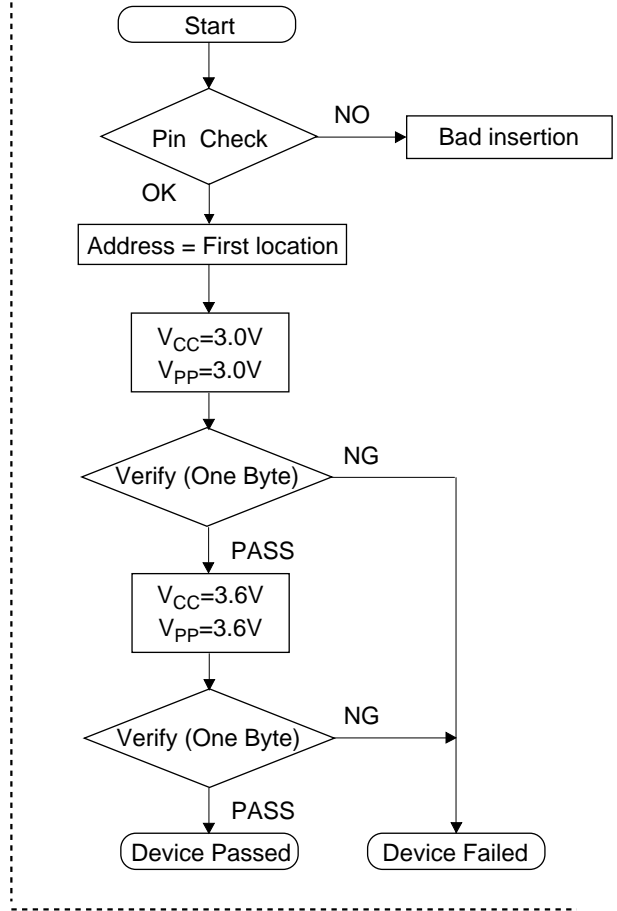 Start
Pin Check
NO
Bad insertion
OK
Address = First location
VCC=3.0V
VPP=3.0V
Verify (One Byte)
NG
PASS
VCC=3.6V
VPP=3.6V
Verify (One Byte)
NG
PASS
Device Passed
Device Failed